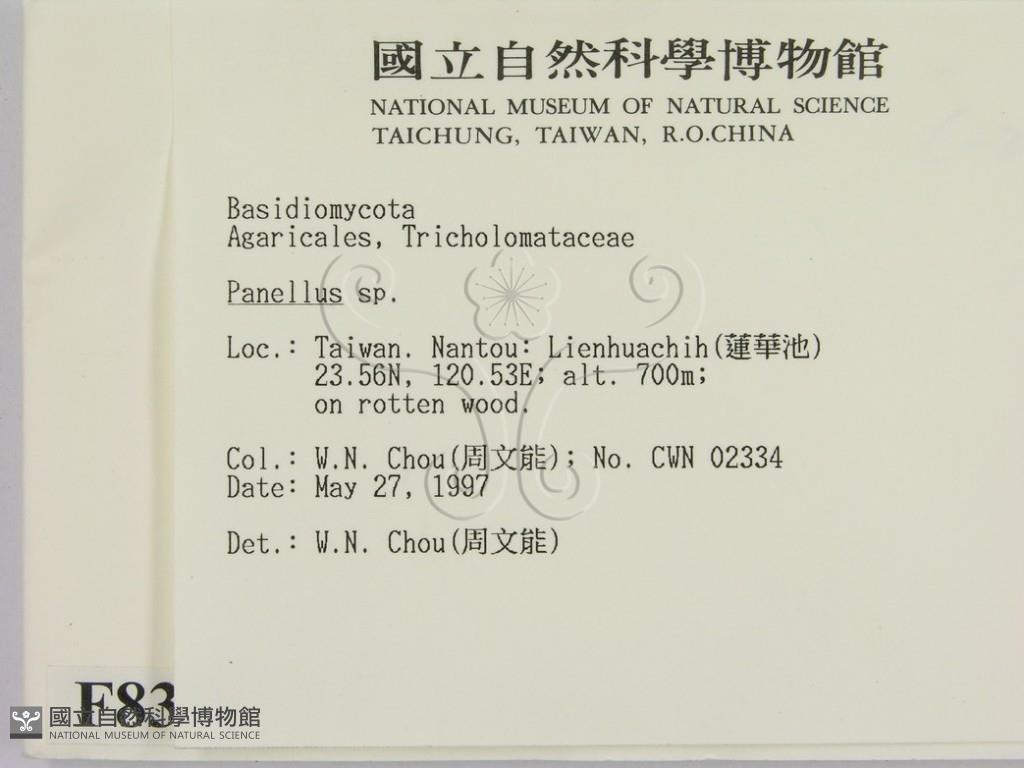 國立自然科學博物館
NATIONAL MUSEUM OF NATURAL SCIENCE
TAICHUNG, TAIWAN, R.O.CHINA
Basidiomycota
Agaricales, Tricholomataceae
Panellus sp.
Loc.: Taiwan. Nantou: Lienhuachih(蓮華池)
23.56N, 120.53E; alt. 700m;
on rotten wood.
Col.: W.N. Chou(周文能); No. CWN 02334
Date: May 27, 1997
Det.: W.N. Chou(周文能)
F83
國立自然科學博物館
NATIONAL MUSEUM OF NATURAL SCIENCE